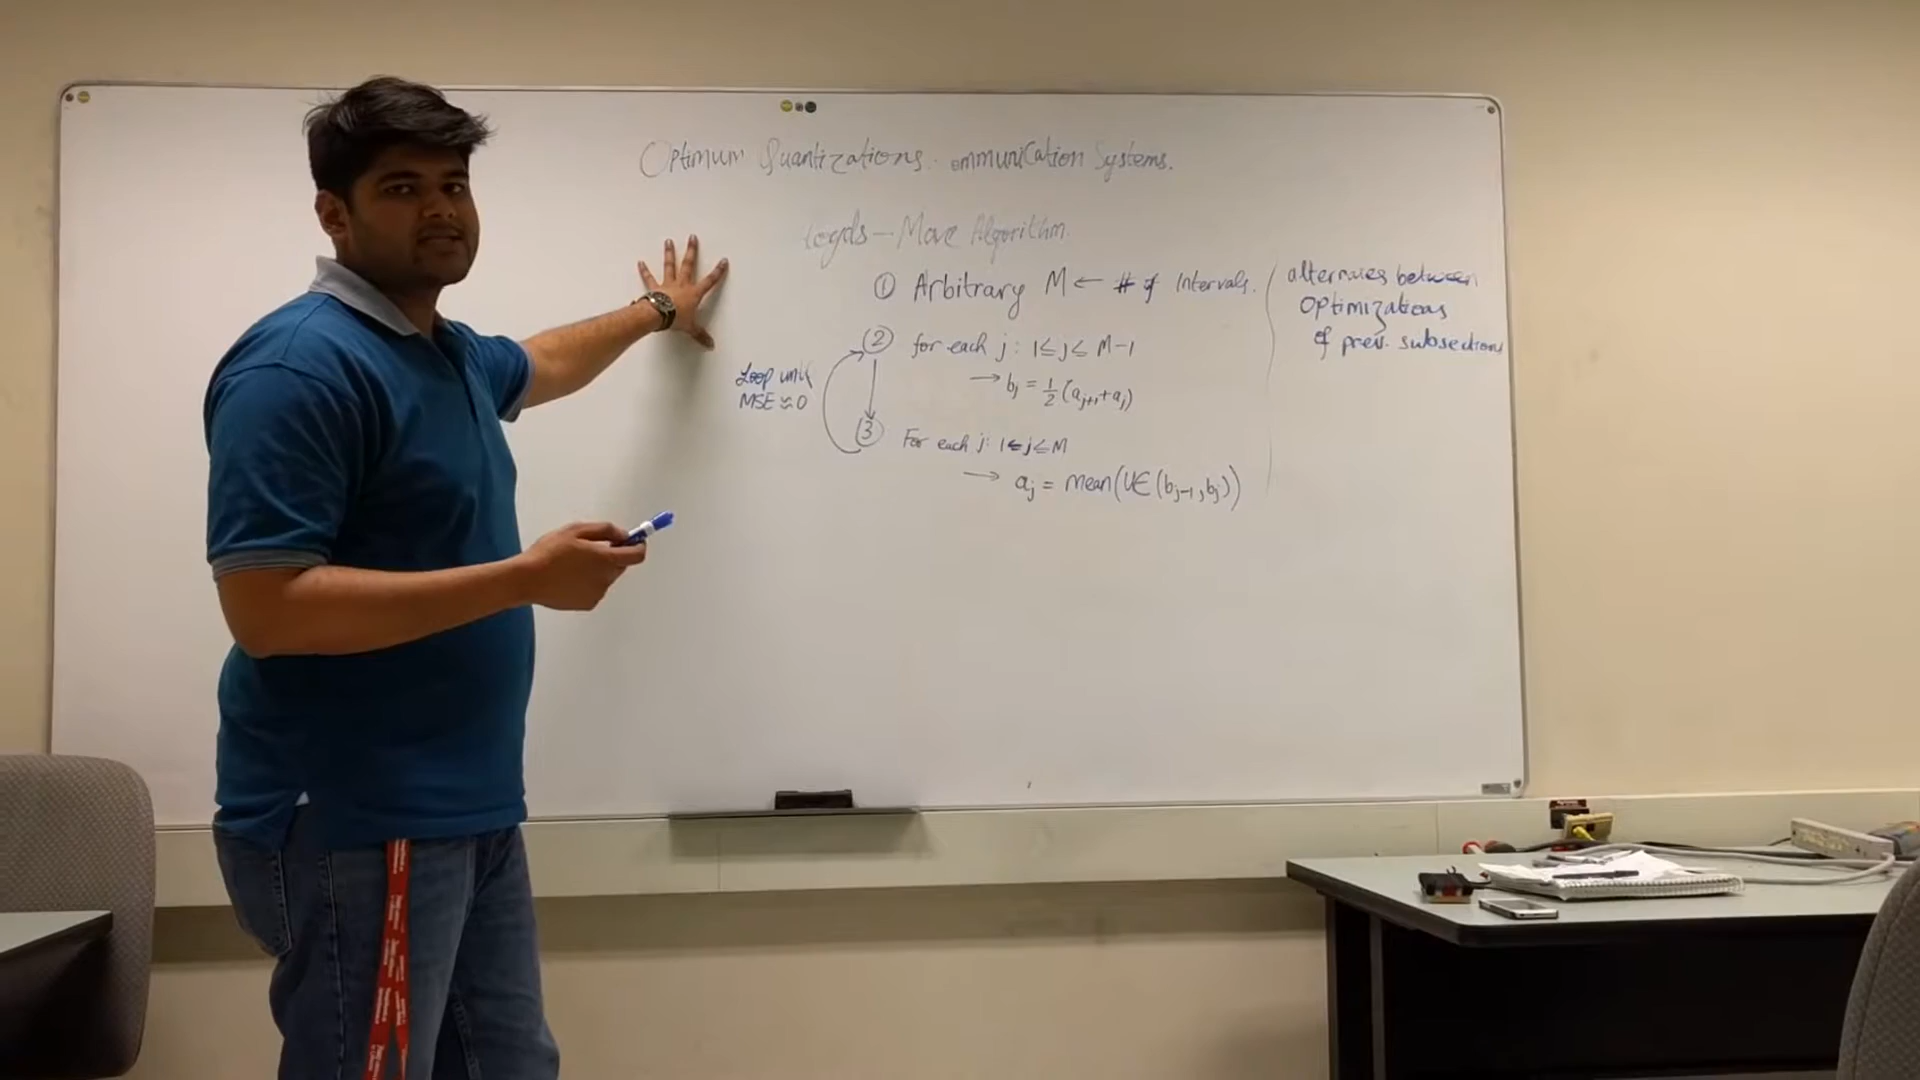 Optimum Quantizations. ommunication Systems.
Loyds - Move Algorithm.
① Arbitrary M ← # of Intervals.
② for each j : 1 ≤ j ≤ M-1
→ bj = 1/2 (aj+1 + aj)
Loop until
MSE ≈ 0
③ For each j: 1 ≤ j ≤ M
→ aj = mean(U∈(bj-1, bj))
alternates between
Optimizations
of prev. subsections